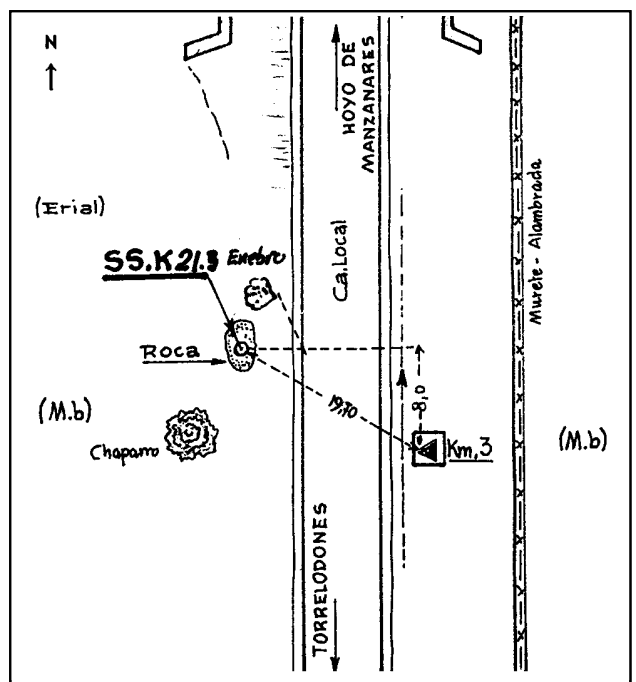 N
HOYO DE
MANZANARES
(Erial)
Murete - Alambrada
SS.K21.3
Enebro
Ca.Local
Roca
19,70
8,0
(M.b)
(M.b)
Chaparro
Km,3
TORRELODONES